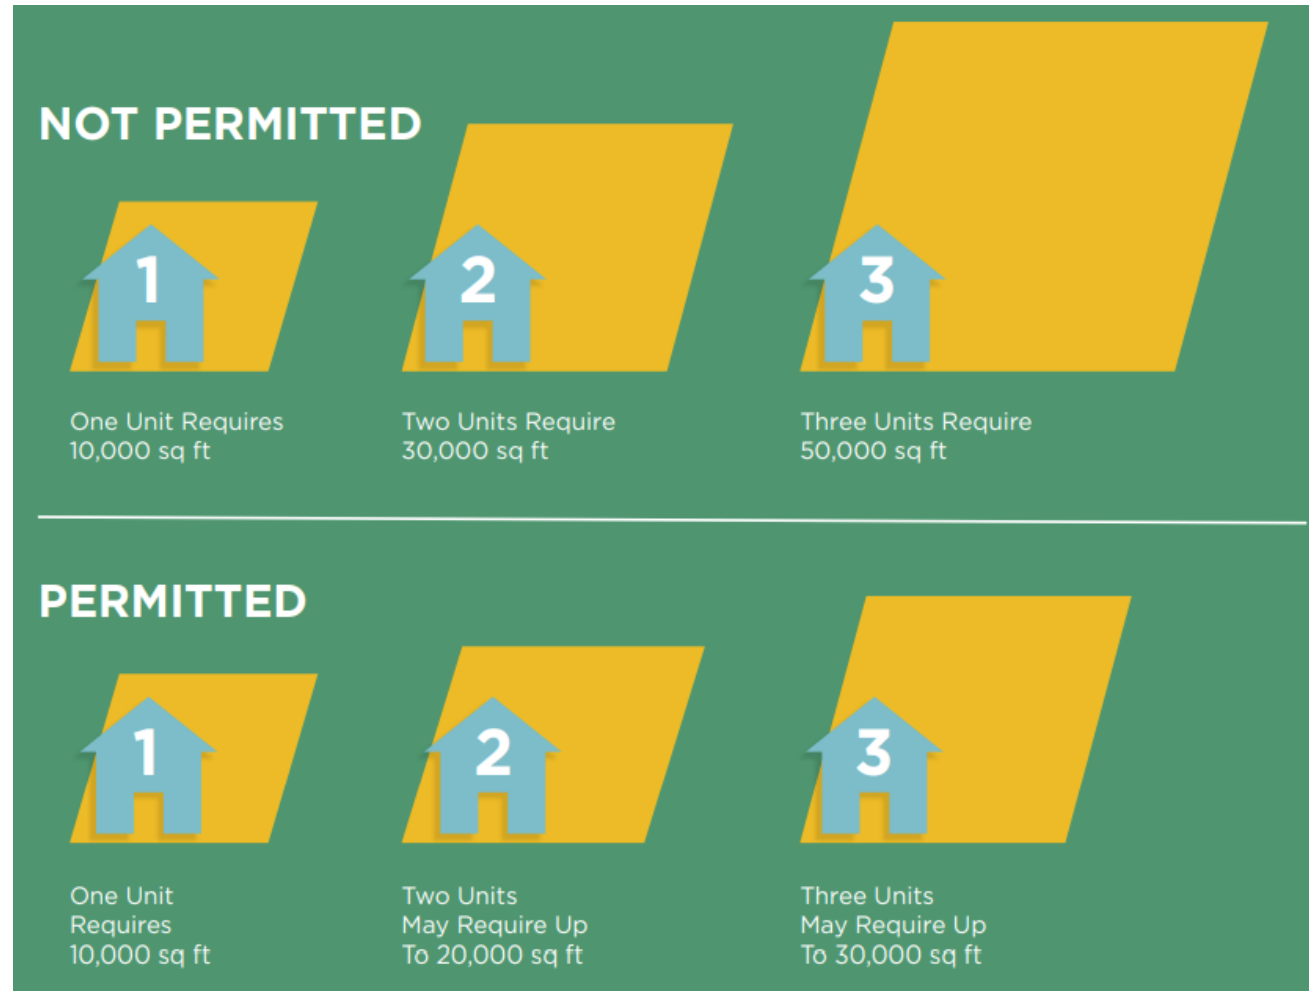 NOT PERMITTED
1
2
3
One Unit Requires
10,000 sq ft
Two Units Require
30,000 sq ft
Three Units Require
50,000 sq ft
PERMITTED
1
2
3
One Unit
Requires
10,000 sq ft
Two Units
May Require Up
To 20,000 sq ft
Three Units
May Require Up
To 30,000 sq ft